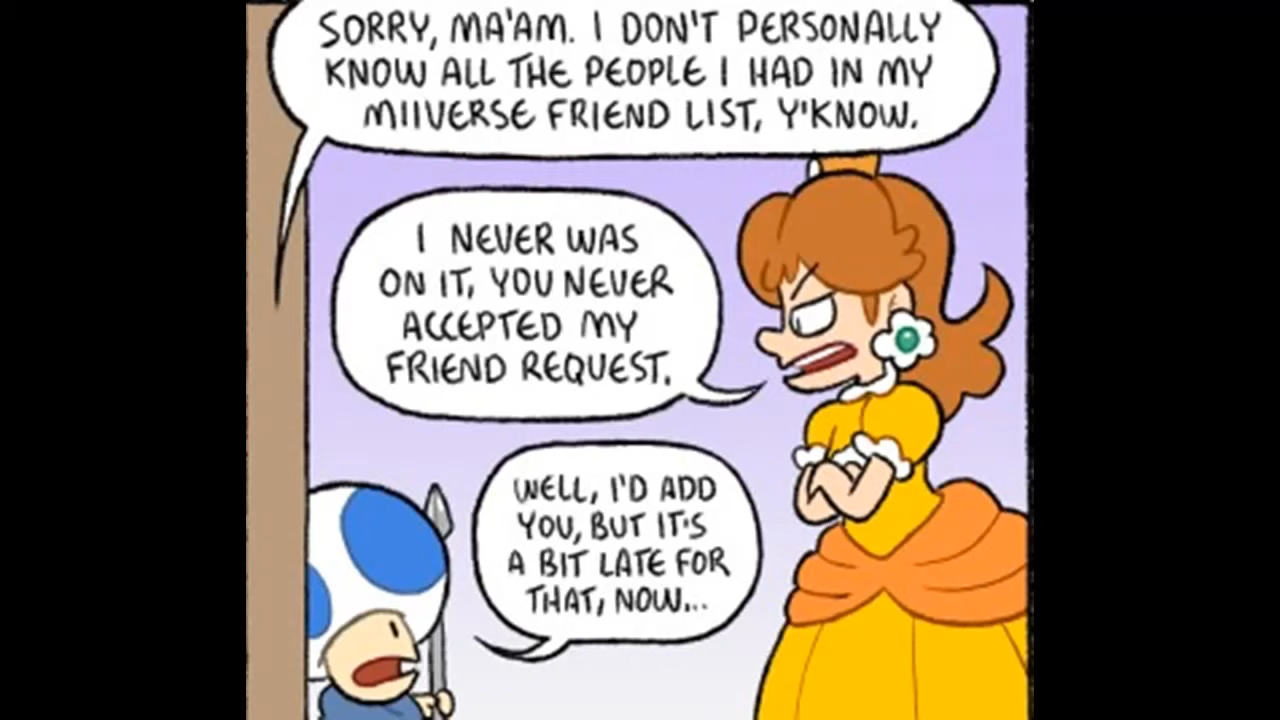 SORRY, MA'AM. I DON'T PERSONALLY
KNOW ALL THE PEOPLE I HAD IN MY
MIIVERSE FRIEND LIST, Y'KNOW.
I NEVER WAS
ON IT, YOU NEVER
ACCEPTED MY
FRIEND REQUEST.
WELL, I'D ADD
YOU, BUT IT'S
A BIT LATE FOR
THAT, NOW...